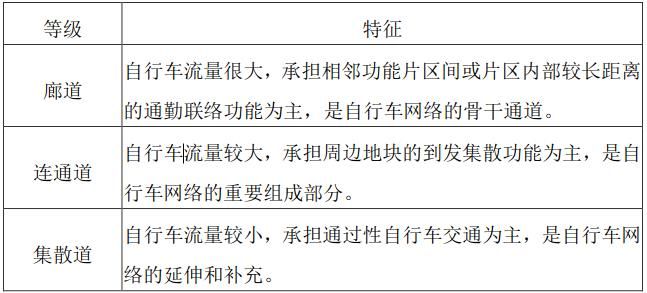 等级 特征
廊道
自行车流量很大，承担相邻功能片区间或片区内部较长距离
的通勤联络功能为主，是自行车网络的骨干通道。
连通道
自行车流量较大，承担周边地块的到发集散功能为主，是自
行车网络的重要组成部分。
集散道
自行车流量较小，承担通过性自行车交通为主，是自行车网
络的延伸和补充。